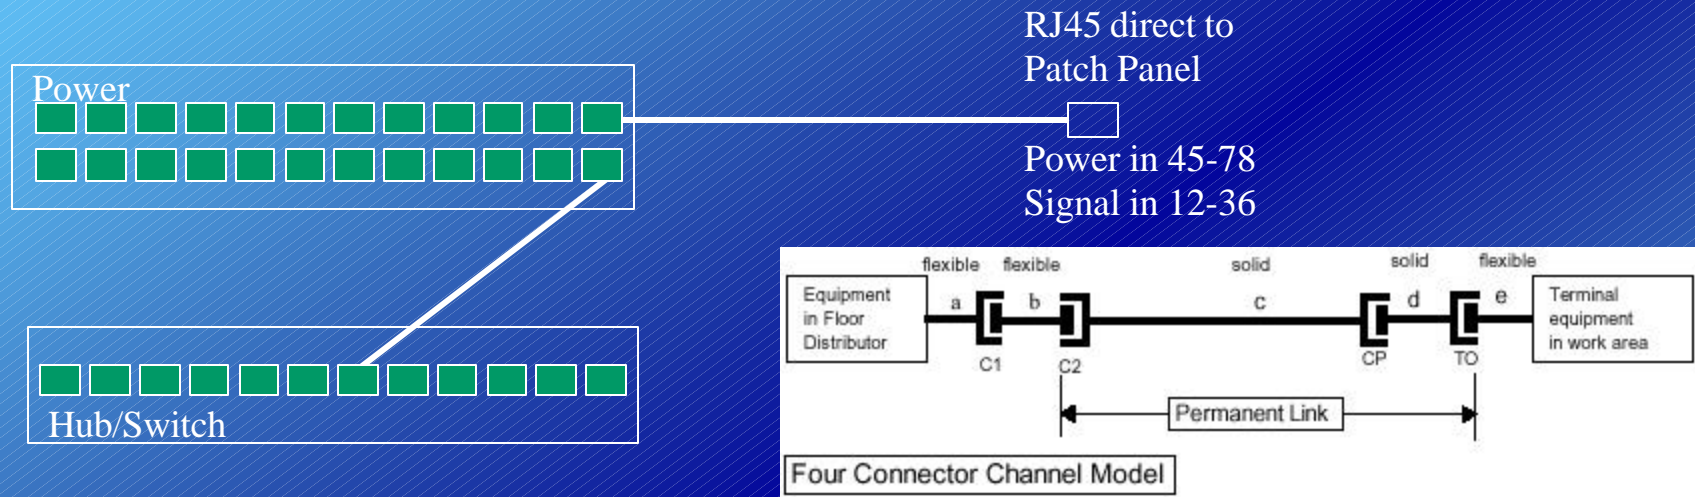 RJ45 direct to
Patch Panel
Power
Power in 45-78
Signal in 12-36
Hub/Switch
flexible flexible solid solid flexible
Equipment
in Floor
Distributor
a b c d e
Terminal
equipment
in work area
C1 C2 CP TO
Permanent Link
Four Connector Channel Model